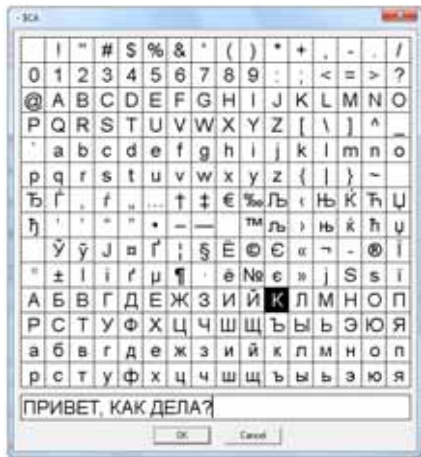 - SCA
! " # $ % & ' ( ) * + , - . /
0 1 2 3 4 5 6 7 8 9 : ; < = > ?
@ A B C D E F G H I J K L M N O
P Q R S T U V W X Y Z [ \ ] ^ _
` a b c d e f g h i j k l m n o
p q r s t u v w x y z { | } ~
Ђ Ѓ ‚ ѓ „ … † ‡ € ‰ Љ ‹ Њ Ќ Ћ Џ
ђ ‘ ’ “ ” • – — ™ љ › њ ќ ћ џ
Ў ў Ј ¤ Ґ ¦ § Ё © Є « ¬ - ® Ї
° ± І і ґ µ ¶ · ё № є » ј Ѕ ѕ ї
А Б В Г Д Е Ж З И Й К Л М Н О П
Р С Т У Ф Х Ц Ч Ш Щ Ъ Ы Ь Э Ю Я
а б в г д е ж з и й к л м н о п
р с т у ф х ц ч ш щ ъ ы ь э ю я
ПРИВЕТ, КАК ДЕЛА?
OK Cancel